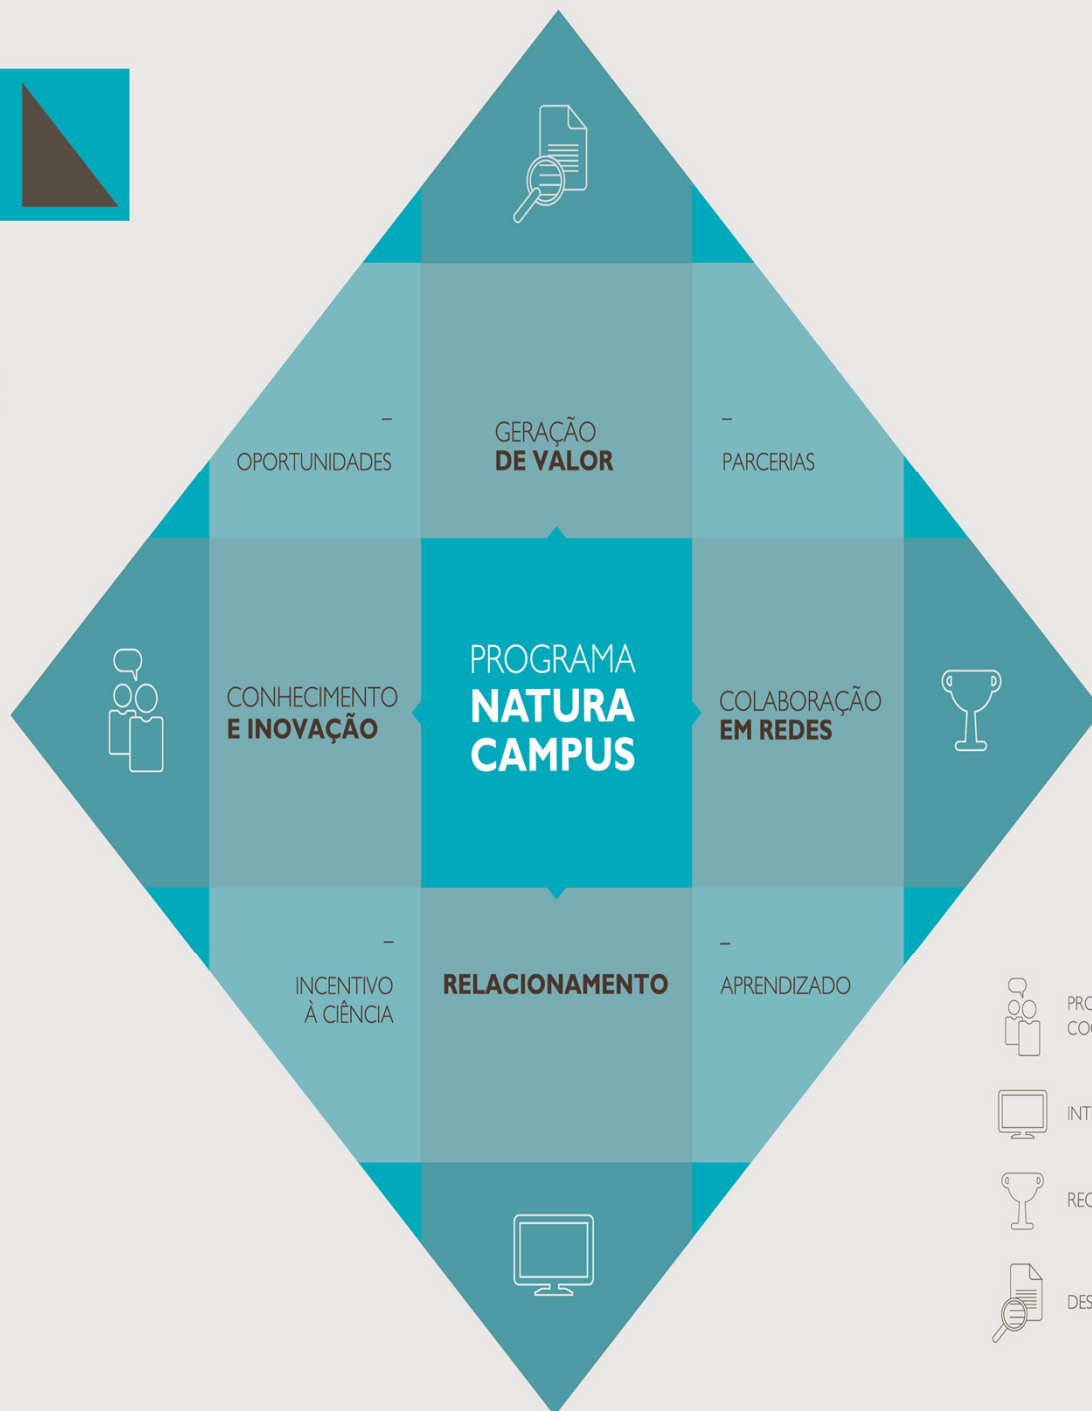 OPORTUNIDADES
GERAÇÃO
DE VALOR
PARCERIAS
CONHECIMENTO
E INOVAÇÃO
PROGRAMA
NATURA
CAMPUS
COLABORAÇÃO
EM REDES
INCENTIVO
À CIÊNCIA
RELACIONAMENTO
APRENDIZADO